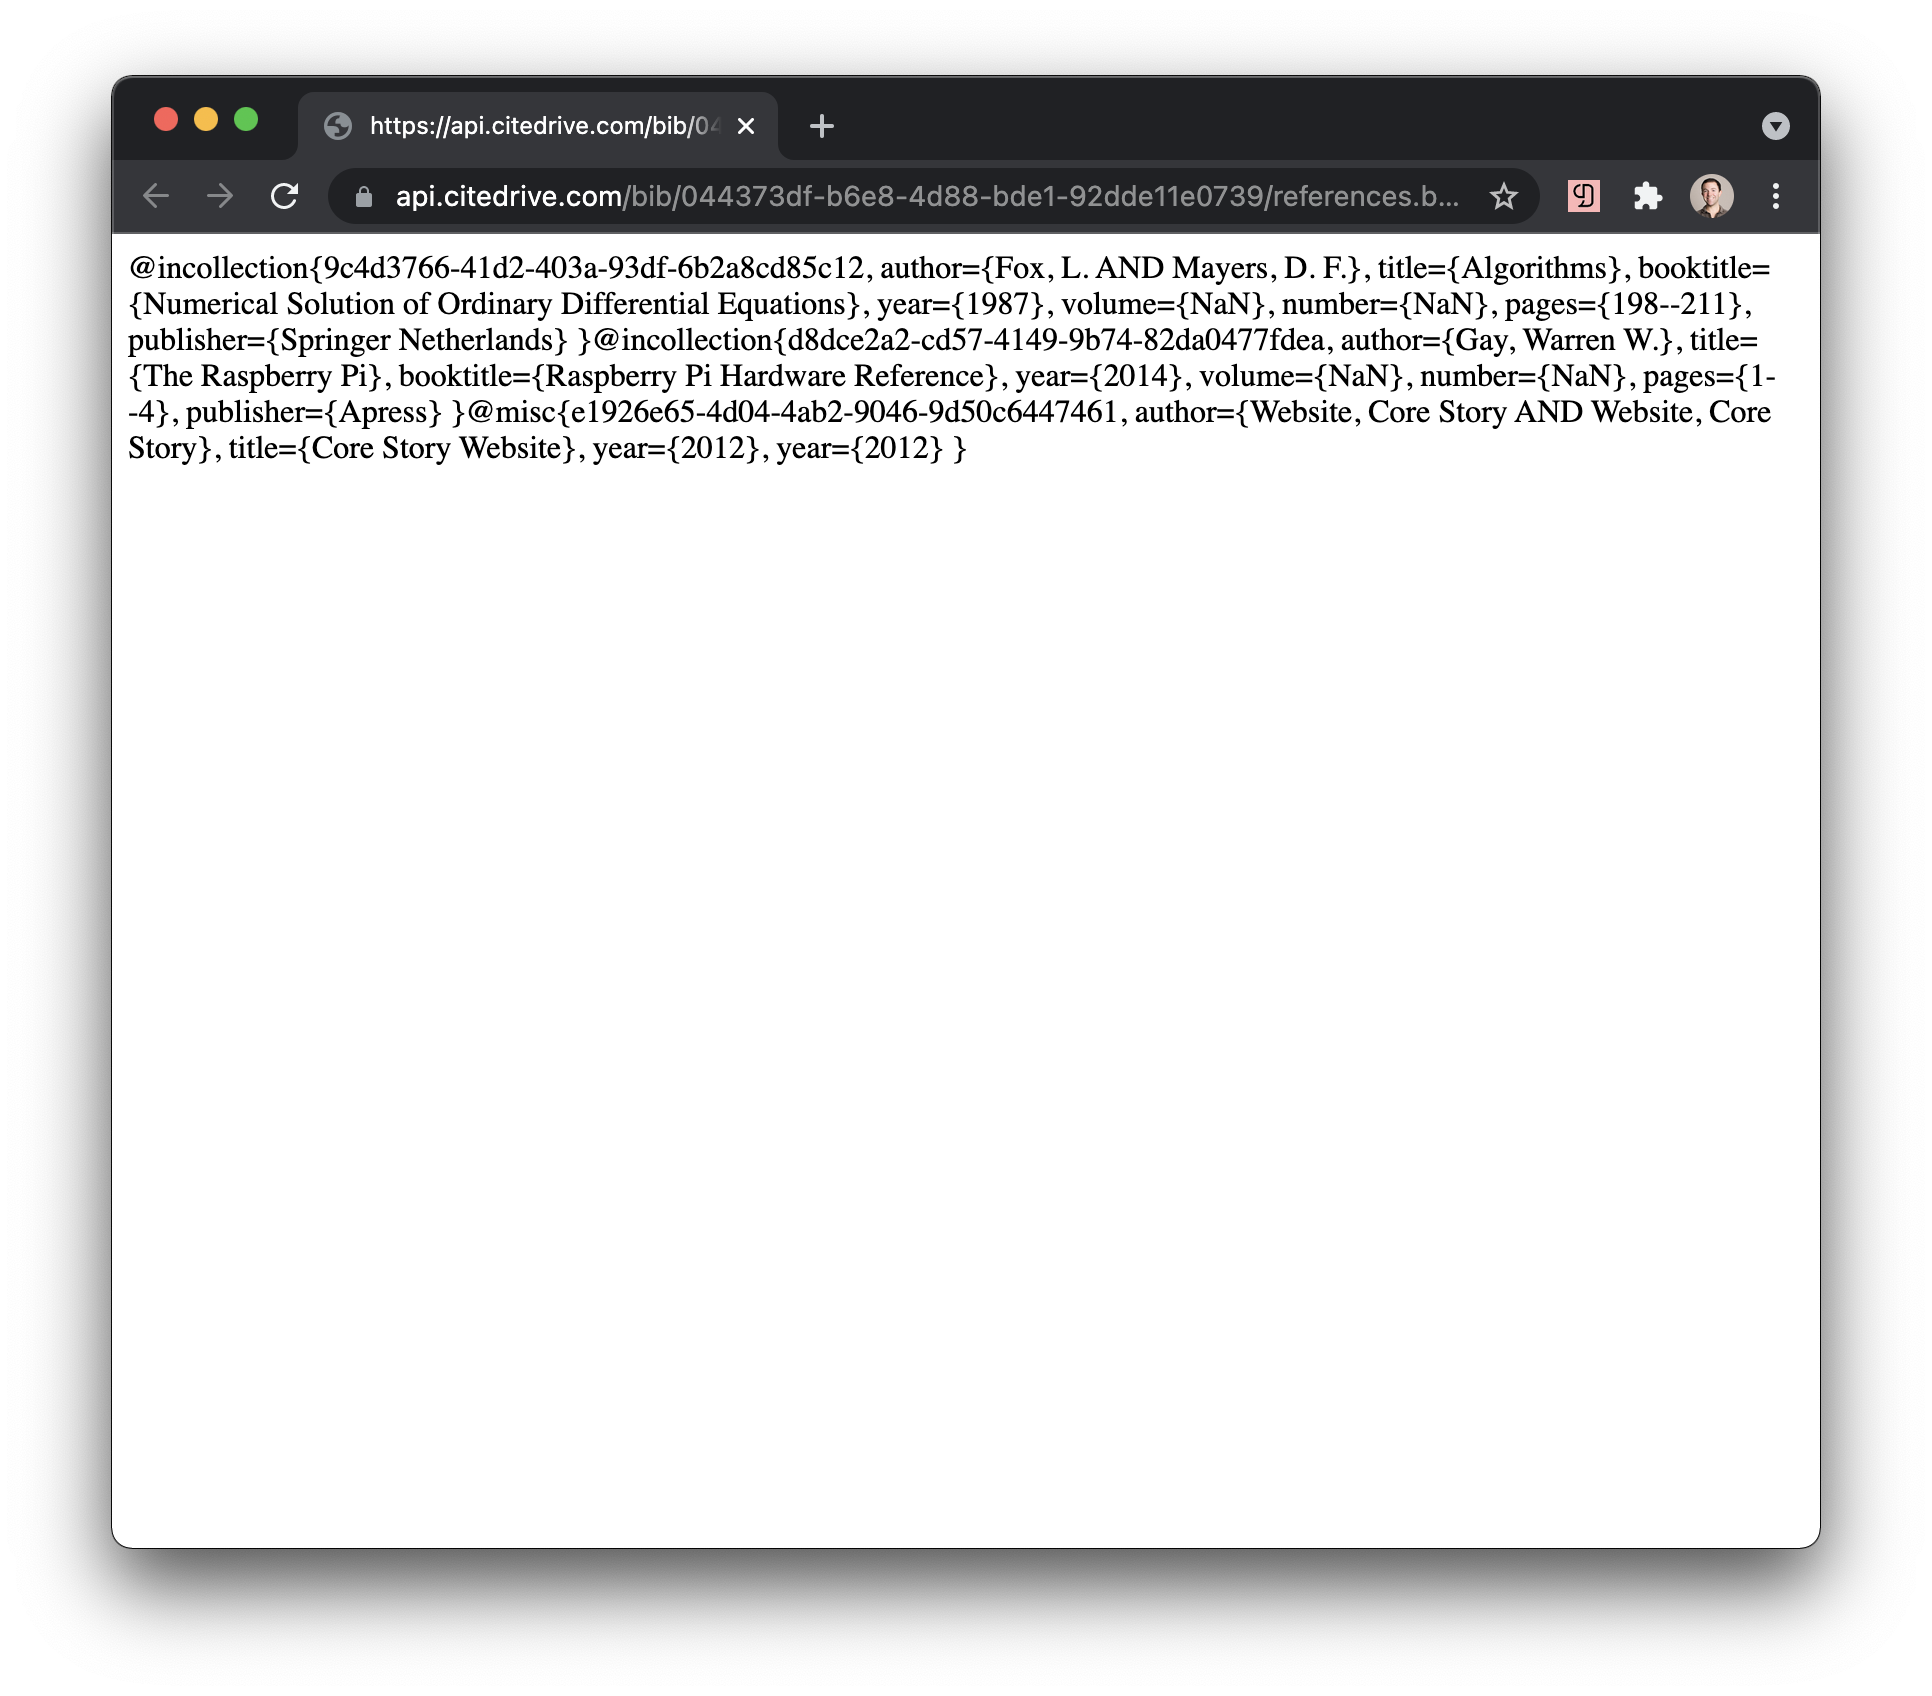 https://api.citedrive.com/bib/04
api.citedrive.com/bib/044373df-b6e8-4d88-bde1-92dde11e0739/references.b...
@incollection{9c4d3766-41d2-403a-93df-6b2a8cd85c12, author={Fox, L. AND Mayers, D. F.}, title={Algorithms}, booktitle=
{Numerical Solution of Ordinary Differential Equations}, year={1987}, volume={NaN}, number={NaN}, pages={198--211},
publisher={Springer Netherlands} }@incollection{d8dce2a2-cd57-4149-9b74-82da0477fdea, author={Gay, Warren W.}, title=
{The Raspberry Pi}, booktitle={Raspberry Pi Hardware Reference}, year={2014}, volume={NaN}, number={NaN}, pages={1-
-4}, publisher={Apress} }@misc{e1926e65-4d04-4ab2-9046-9d50c6447461, author={Website, Core Story AND Website, Core
Story}, title={Core Story Website}, year={2012}, year={2012} }